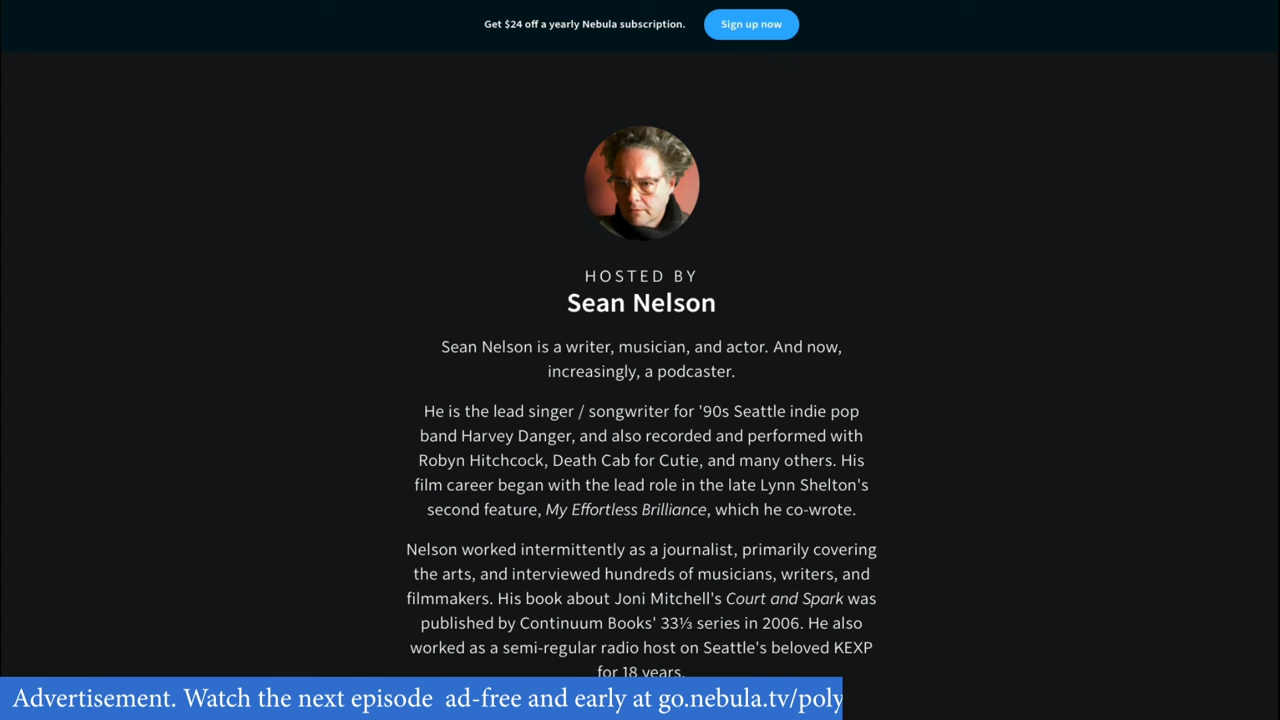 Get $24 off a yearly Nebula subscription. Sign up now
HOSTED BY
Sean Nelson
Sean Nelson is a writer, musician, and actor. And now,
increasingly, a podcaster.
He is the lead singer / songwriter for '90s Seattle indie pop
band Harvey Danger, and also recorded and performed with
Robyn Hitchcock, Death Cab for Cutie, and many others. His
film career began with the lead role in the late Lynn Shelton's
second feature, My Effortless Brilliance, which he co-wrote.
Nelson worked intermittently as a journalist, primarily covering
the arts, and interviewed hundreds of musicians, writers, and
filmmakers. His book about Joni Mitchell's Court and Spark was
published by Continuum Books' 33⅓ series in 2006. He also
worked as a semi-regular radio host on Seattle's beloved KEXP
for 18 years.
Advertisement. Watch the next episode ad-free and early at go.nebula.tv/poly